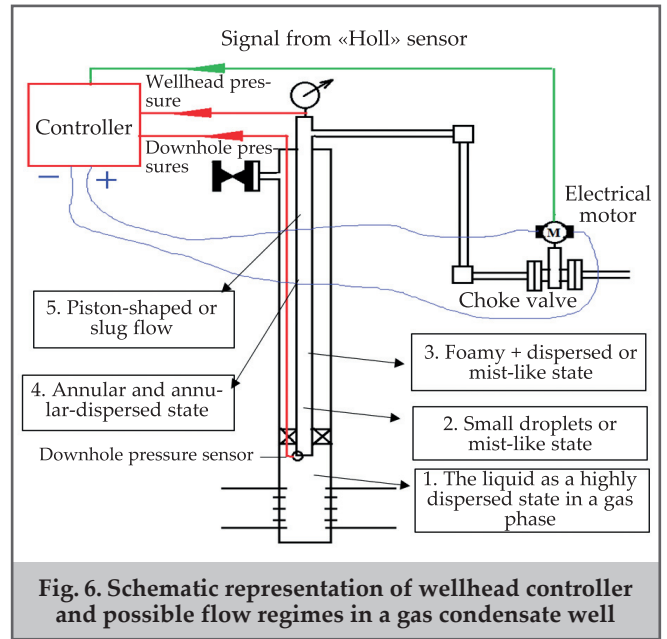 Signal from «Holl» sensor
Wellhead pres-
sure
Controller
Downhole pres-
sures
− +
Electrical
motor
M
Choke valve
5. Piston-shaped or
slug flow
3. Foamy + dispersed or
mist-like state
4. Annular and annu-
lar-dispersed state
2. Small droplets or
mist-like state
Downhole pressure sensor
1. The liquid as a highly
dispersed state in a gas
phase
Fig. 6. Schematic representation of wellhead controller
and possible flow regimes in a gas condensate well